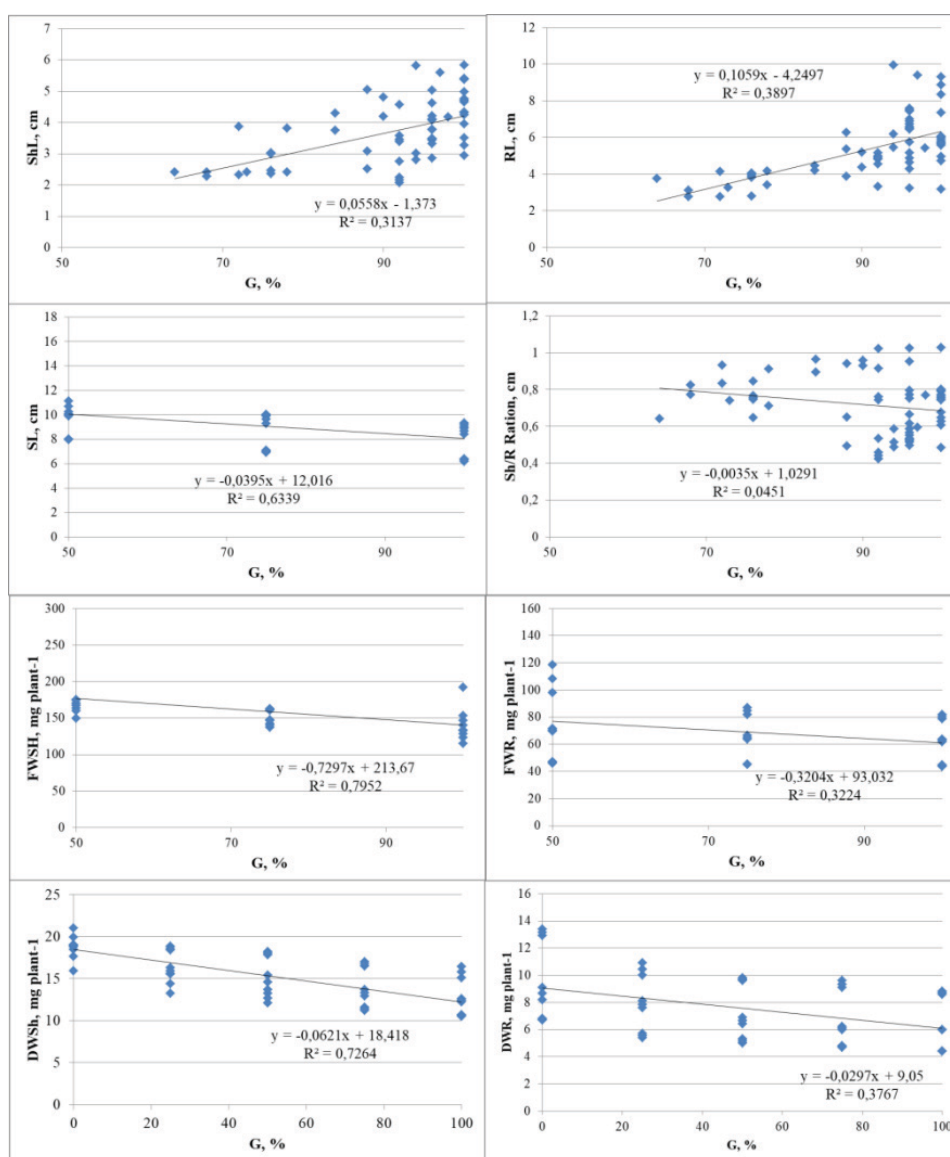 7
6
5
4
3
2
1
0
50
70
90
ShL, cm
G, %
y = 0,0558x - 1,373
R² = 0,3137
12
10
8
6
4
2
0
50
70
90
RL, cm
G, %
y = 0,1059x - 4,2497
R² = 0,3897
18
16
14
12
10
8
6
4
2
0
50
70
90
SL, cm
G, %
y = -0,0395x + 12,016
R² = 0,6339
1,2
1
0,8
0,6
0,4
0,2
0
50
70
90
Sh/R Ration, cm
G, %
y = -0,0035x + 1,0291
R² = 0,0451
300
250
200
150
100
50
0
50
70
90
FWSH, mg plant-1
G, %
y = -0,7297x + 213,67
R² = 0,7952
160
140
120
100
80
60
40
20
0
50
70
90
FWR, mg plant-1
G, %
y = -0,3204x + 93,032
R² = 0,3224
25
20
15
10
5
0
0
20
40
60
80
100
DWSh, mg plant-1
G, %
y = -0,0621x + 18,418
R² = 0,7264
16
14
12
10
8
6
4
2
0
0
20
40
60
80
100
DWR, mg plant-1
G, %
y = -0,0297x + 9,05
R² = 0,3767